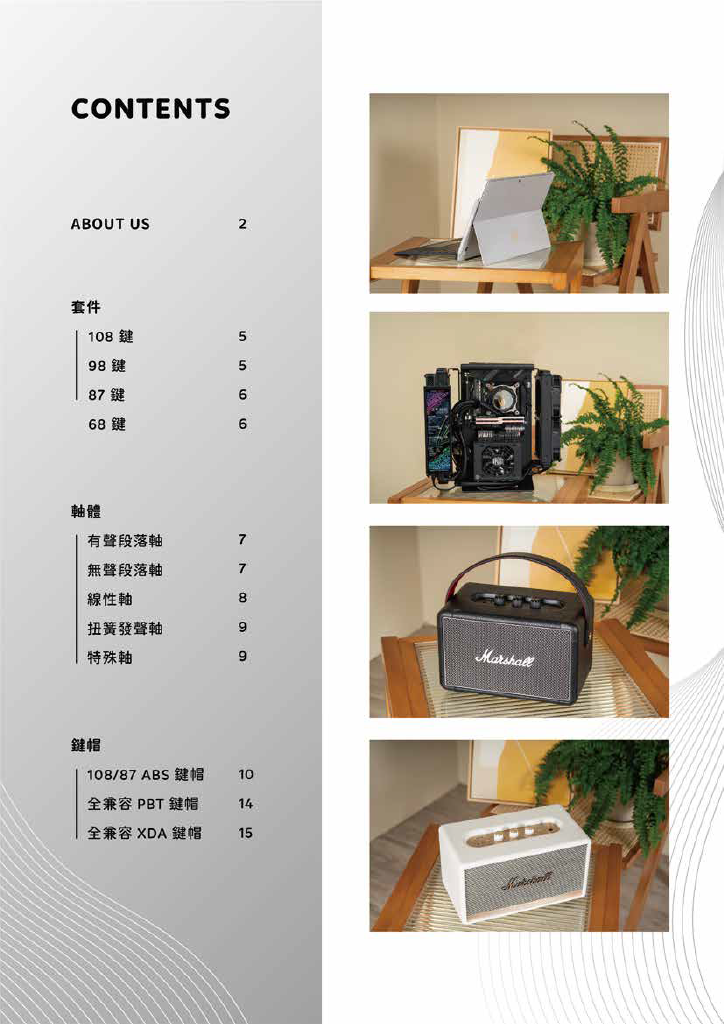 CONTENTS
ABOUT US 2
套件
108 鍵 5
98 鍵 5
87 鍵 6
68 鍵 6
軸體
有聲段落軸 7
無聲段落軸 7
線性軸 8
扭簧發聲軸 9
特殊軸 9
鍵帽
108/87 ABS 鍵帽 10
全兼容 PBT 鍵帽 14
全兼容 XDA 鍵帽 15
Marshall
Marshall